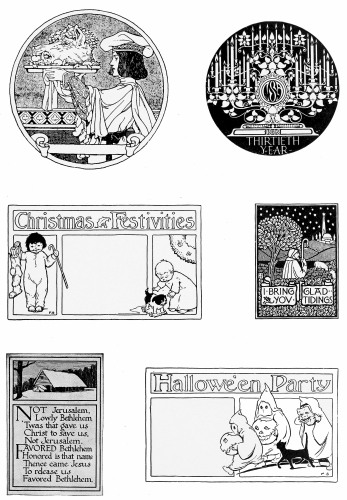 THIRTIETH
YEAR
Christmas Festivities
I BRING
YOV
GLAD
TIDINGS
NOT Jerusalem,
Lowly Bethlehem
'Twas that gave us
Christ to save us,
Not Jerusalem.
FAVORED Bethlehem
Honored is that name
Thence came Jesus
To release us
Favored Bethlehem.
Hallowe'en Party